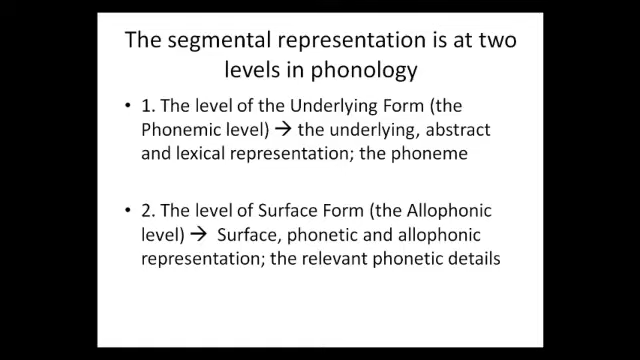 The segmental representation is at two
levels in phonology
• 1. The level of the Underlying Form (the
Phonemic level) → the underlying, abstract
and lexical representation; the phoneme
• 2. The level of Surface Form (the Allophonic
level) → Surface, phonetic and allophonic
representation; the relevant phonetic details